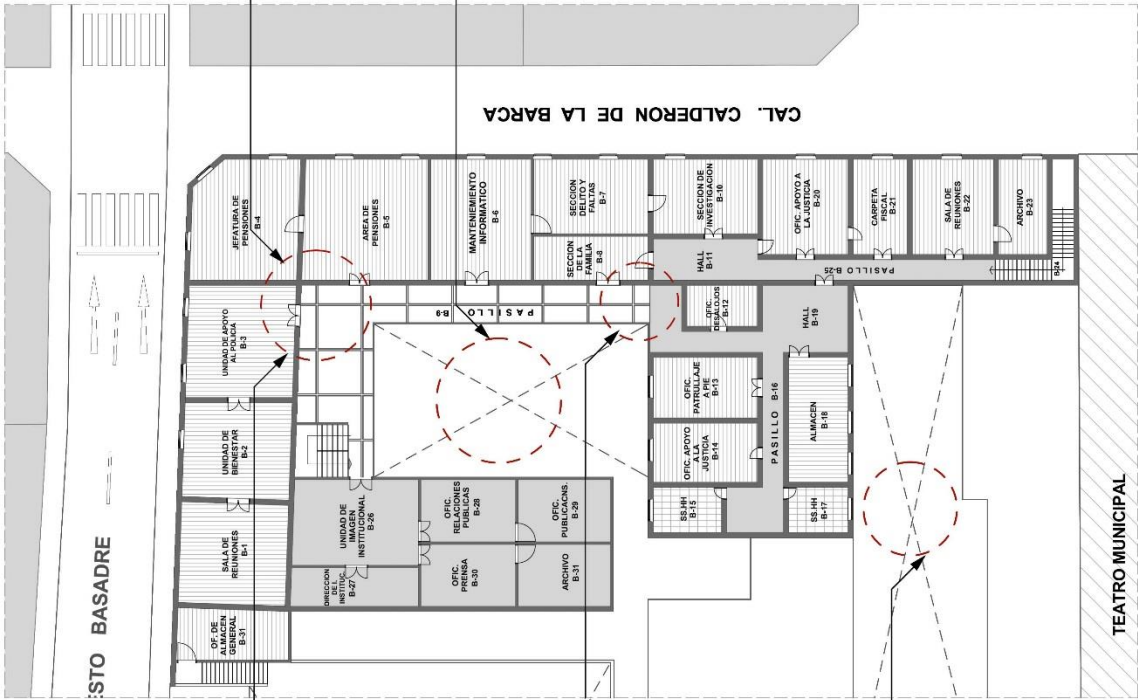 CAL. CALDERON DE LA BARCA
JEFATURA DE
PENSIONES
B-4
AREA DE
PENSIONES
B-5
MANTENIEMIENTO
INFORMATICO
B-6
SECCION
DELITO Y
FALTAS
B-7
SECCION
DE LA
FAMILIA
B-8
SECCION DE
INVESTIGACION
B-10
HALL
B-11
OFIC. APOYO A
LA JUSTICIA
B-20
CARPETA
FISCAL
B-21
SALA DE
REUNIONES
B-22
ARCHIVO
B-23
B-24
PASILLO B-25
UNIDAD DE APOYO
AL POLICIA
B-3
PASILLO
B-9
OFIC.
DESALOJOS
B-12
HALL
B-19
UNIDAD DE
BIENESTAR
B-2
OFIC.
PATRULLAJE
A PIE
B-13
PASILLO B-16
ALMACEN
B-18
OFIC. APOYO
A LA
JUSTICIA
B-14
SALA DE
REUNIONES
B-1
UNIDAD DE
IMAGEN
INSTITUCIONAL
B-26
OFIC.
RELACIONES
PUBLICAS
B-28
OFIC.
PUBLICACNS.
B-29
SS.HH
B-15
SS.HH
B-17
DIRECCION
DE I.
INSTITUC.
B-27
OFIC.
PRENSA
B-30
ARCHIVO
B-31
OF. DE
ALMACEN
GENERAL
B-31
ESTO BASADRE
TEATRO MUNICIPAL